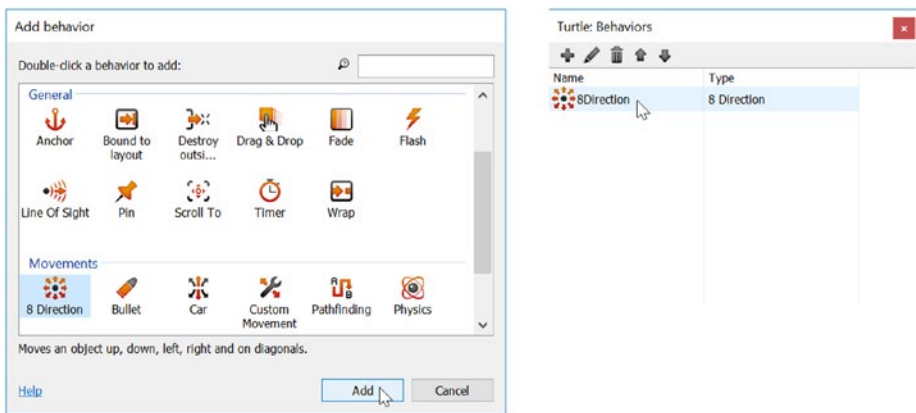 Add behavior
Double-click a behavior to add:
General
Anchor Bound to layout Destroy outsi... Drag & Drop Fade Flash
Line Of Sight Pin Scroll To Timer Wrap
Movements
8 Direction Bullet Car Custom Movement Pathfinding Physics
Moves an object up, down, left, right and on diagonals.
Help Add Cancel
Turtle: Behaviors
Name Type
8Direction 8 Direction